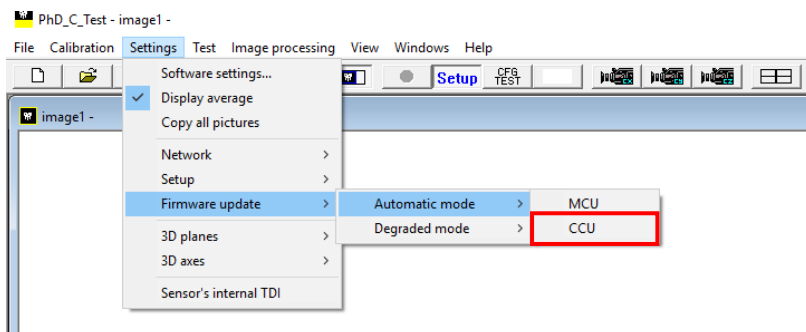 PhD_C_Test - image1 -
File Calibration Settings Test Image processing View Windows Help
Setup CFG TEST
image1 -
Software settings...
Display average
Copy all pictures
Network
Setup
Firmware update
3D planes
3D axes
Sensor's internal TDI
Automatic mode
Degraded mode
MCU
CCU